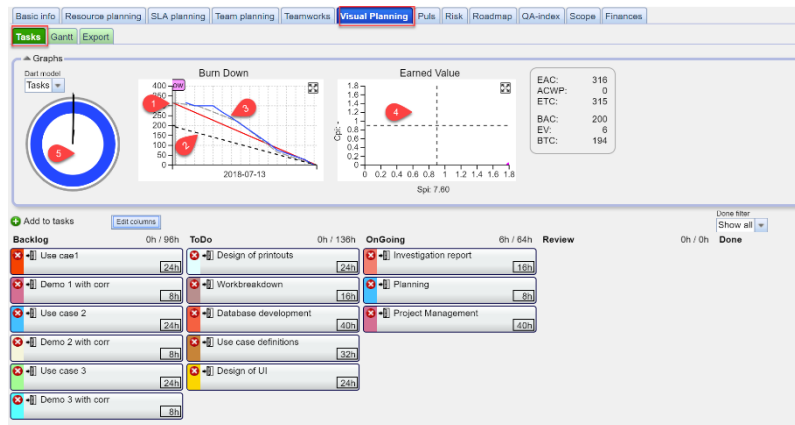 Basic info Resource planning SLA planning Team planning Teamworks Visual Planning Puls Risk Roadmap QA-index Scope Finances
Tasks Gantt Export
Graphs
Dart model
Tasks
5
Burn Down
400
350
250
200
150
100
50
0
ow
1
2
3
2018-07-13
Earned Value
1.8
1.6
1.4
1.2
1
0.8
0.6
0.4
0.2
0
Cpi: -
4
0 0.2 0.4 0.6 0.8 1 1.2 1.4 1.6 1.8
Spi: 7.60
EAC: 316
ACWP: 0
ETC: 315
BAC: 200
EV: 6
BTC: 194
Add to tasks Edit columns
Done filter
Show all
Backlog 0h / 96h ToDo 0h / 136h OnGoing 6h / 64h Review 0h / 0h Done
Use cae1
24h
Demo 1 with corr
8h
Use case 2
24h
Demo 2 with corr
8h
Use case 3
24h
Demo 3 with corr
8h
Design of printouts
24h
Workbreakdown
16h
Database development
40h
Use case definitions
32h
Design of UI
24h
Investigation report
16h
Planning
8h
Project Management
40h